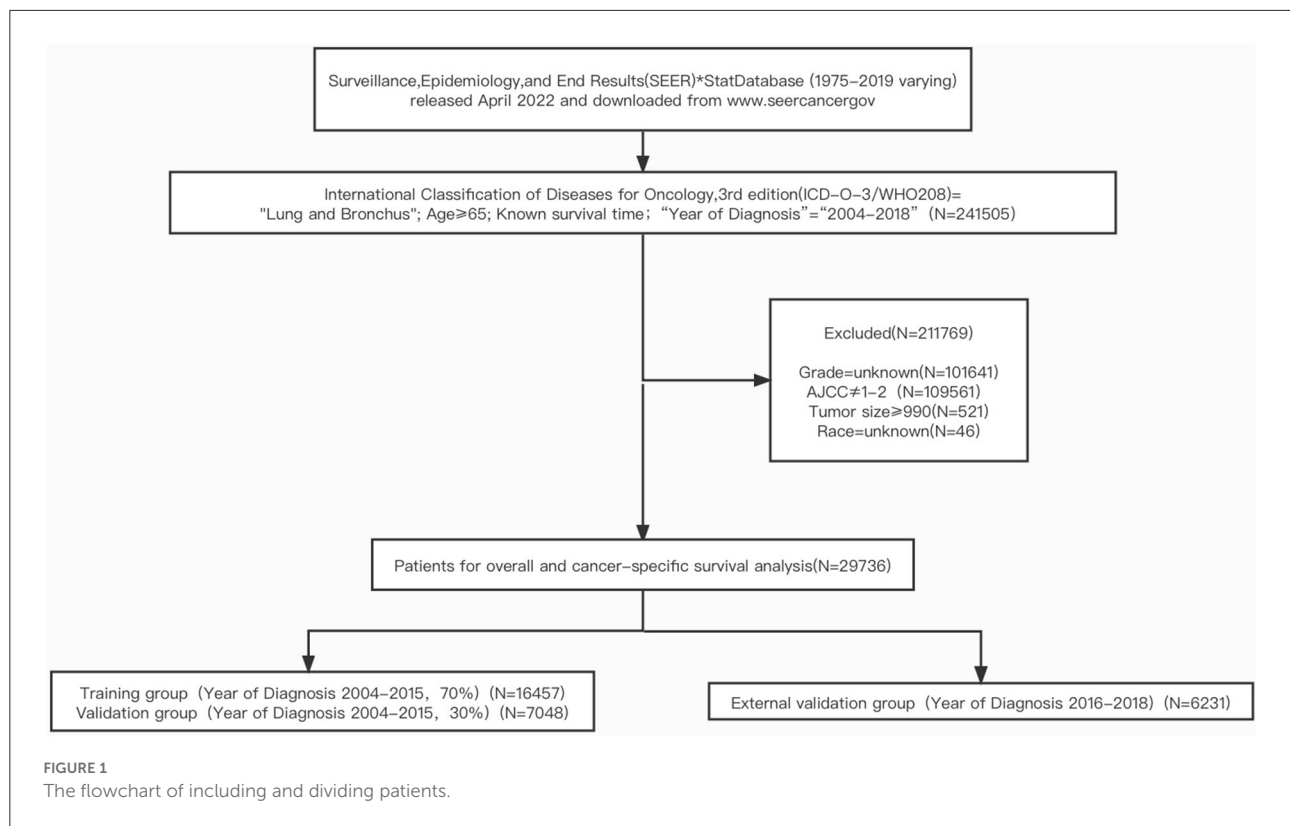 Surveillance,Epidemiology,and End Results(SEER)*StatDatabase (1975–2019 varying)
released April 2022 and downloaded from www.seercancergov
International Classification of Diseases for Oncology,3rd edition(ICD–O–3/WHO208)=
"Lung and Bronchus"; Age≥65; Known survival time；“Year of Diagnosis”=“2004–2018”（N=241505）
Excluded(N=211769)
Grade=unknown(N=101641)
AJCC≠1–2（N=109561)
Tumor size≥990(N=521)
Race=unknown(N=46)
Patients for overall and cancer–specific survival analysis(N=29736)
Training group（Year of Diagnosis 2004–2015，70%）(N=16457)
Validation group（Year of Diagnosis 2004–2015，30%）(N=7048)
External validation group（Year of Diagnosis 2016–2018）(N=6231)
FIGURE 1
The flowchart of including and dividing patients.